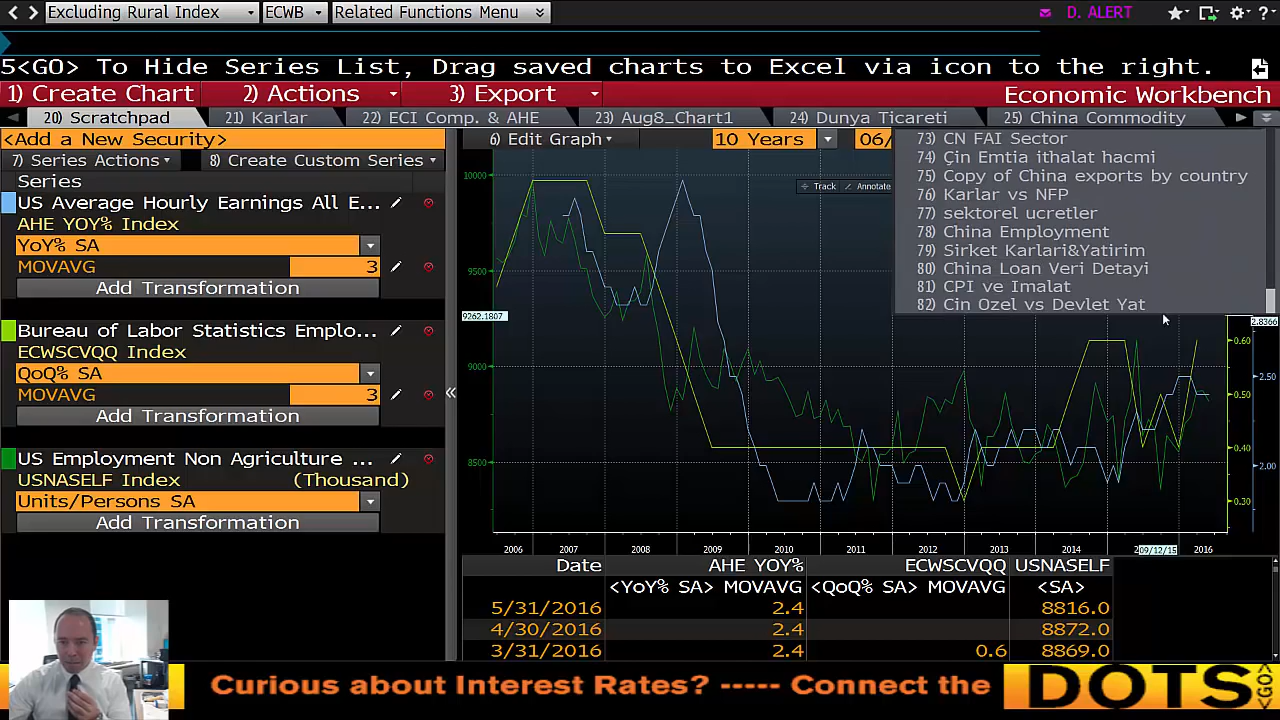 Excluding Rural Index ECWB Related Functions Menu D. ALERT ?
5<GO> To Hide Series List, Drag saved charts to Excel via icon to the right.
1) Create Chart 2) Actions 3) Export Economic Workbench
20) Scratchpad 21) Karlar 22) ECI Comp. & AHE 23) Aug8_Chart1 24) Dunya Ticareti 25) China Commodity
<Add a New Security> 6) Edit Graph 10 Years 06/
7) Series Actions 8) Create Custom Series
Series
US Average Hourly Earnings All E...
AHE YOY% Index
YoY% SA
MOVAVG 3
Add Transformation
Bureau of Labor Statistics Emplo...
ECWSCVQQ Index
QoQ% SA
MOVAVG 3
Add Transformation
US Employment Non Agriculture ...
USNASELF Index (Thousand)
Units/Persons SA
Add Transformation
73) CN FAI Sector
74) Çin Emtia ithalat hacmi
75) Copy of China exports by country
76) Karlar vs NFP
77) sektorel ucretler
78) China Employment
79) Sirket Karlari&Yatirim
80) China Loan Veri Detayi
81) CPI ve Imalat
82) Cin Ozel vs Devlet Yat
Track Annotate
10000
9500
9262.1807
9000
8500
2.8366
0.60
2.50
0.50
0.40
2.00
0.30
2006 2007 2008 2009 2010 2011 2012 2013 2014 09/12/15 2016
Date AHE YOY% ECWSCVQQ USNASELF
<YoY% SA> MOVAVG <QoQ% SA> MOVAVG <SA>
5/31/2016 2.4 8816.0
4/30/2016 2.4 8872.0
3/31/2016 2.4 0.6 8869.0
Curious about Interest Rates? ----- Connect the DOTS <GO>